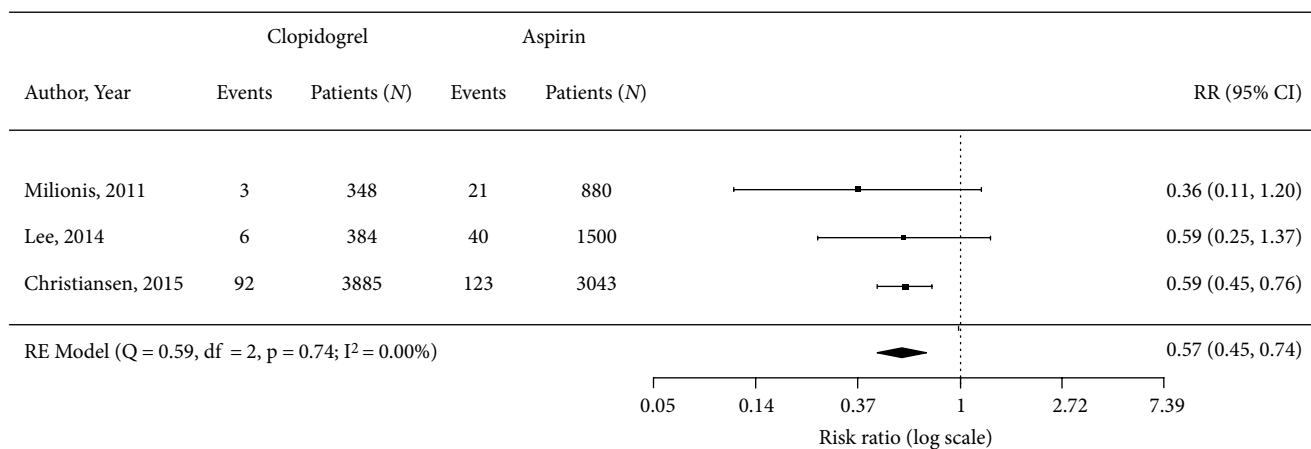 Clopidogrel Aspirin
Author, Year Events Patients (N) Events Patients (N) RR (95% CI)
Milionis, 2011 3 348 21 880 0.36 (0.11, 1.20)
Lee, 2014 6 384 40 1500 0.59 (0.25, 1.37)
Christiansen, 2015 92 3885 123 3043 0.59 (0.45, 0.76)
RE Model (Q = 0.59, df = 2, p = 0.74; I² = 0.00%) 0.57 (0.45, 0.74)
0.05 0.14 0.37 1 2.72 7.39
Risk ratio (log scale)